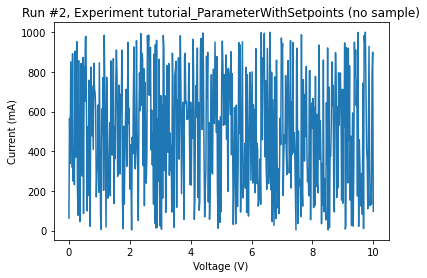 Run #2, Experiment tutorial_ParameterWithSetpoints (no sample)
1000
800
600
400
200
0
Current (mA)
0 2 4 6 8 10
Voltage (V)